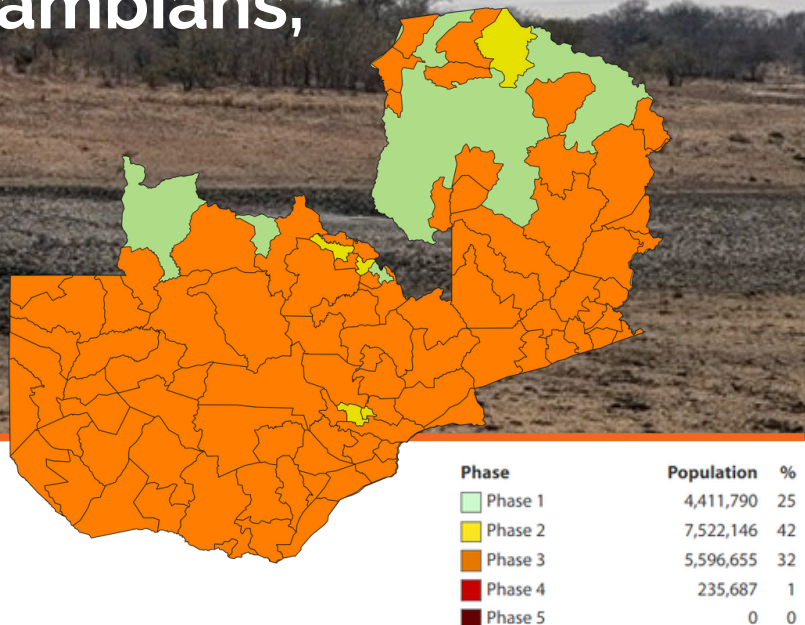 Phase Population %
Phase 1 4,411,790 25
Phase 2 7,522,146 42
Phase 3 5,596,655 32
Phase 4 235,687 1
Phase 5 0 0